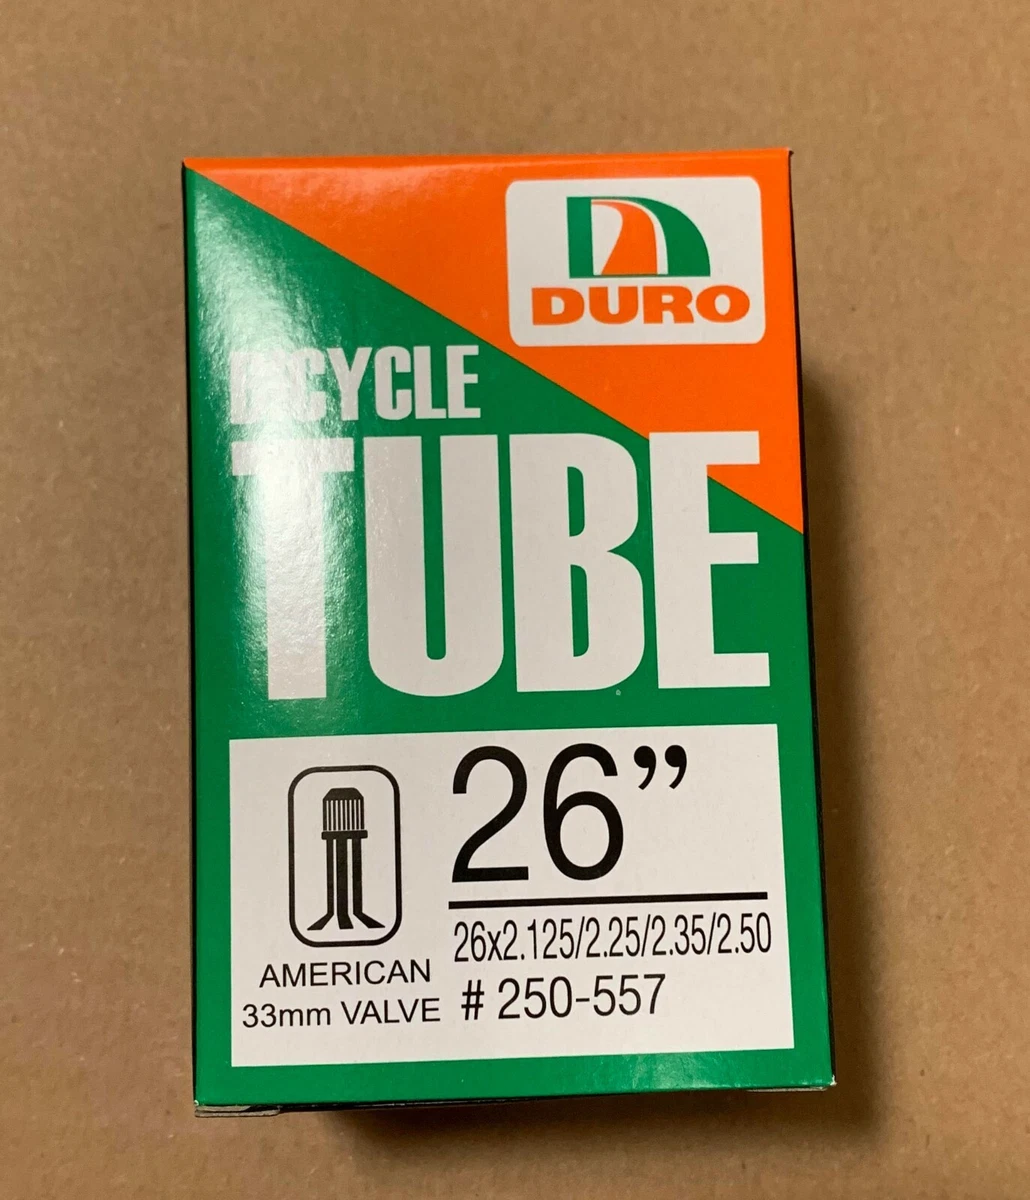 DURO
BICYCLE
TUBE
26”
26x2.125/2.25/2.35/2.50
# 250-557
AMERICAN
33mm VALVE